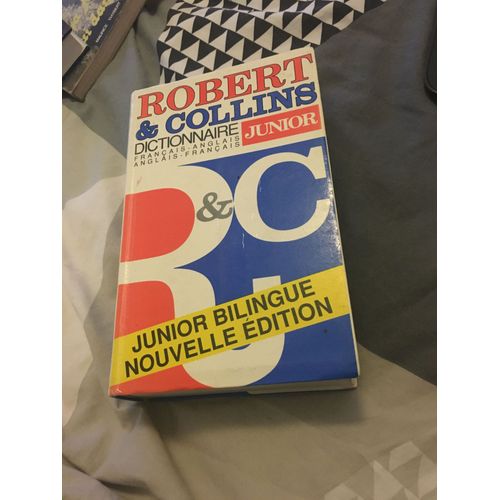 ROBERT
& COLLINS
DICTIONNAIRE JUNIOR
FRANÇAIS-ANGLAIS
ANGLAIS-FRANÇAIS
R&C
J
JUNIOR BILINGUE
NOUVELLE ÉDITION